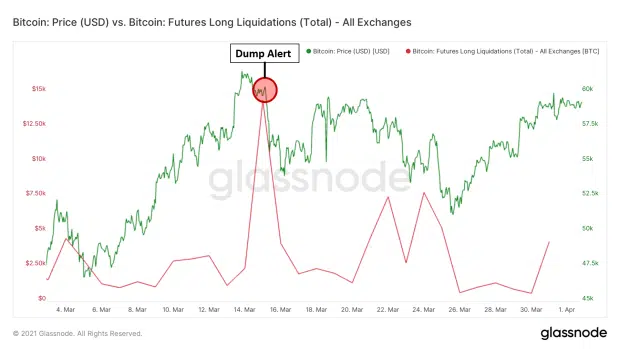 Bitcoin: Price (USD) vs. Bitcoin: Futures Long Liquidations (Total) - All Exchanges
Dump Alert
Bitcoin: Price (USD) [USD] Bitcoin: Futures Long Liquidations (Total) - All Exchanges [BTC]
$15k 60k
$12.50k 57.5k
$10k 55k
$7.50k 52.5k
$5k 50k
$2.50k 47.5k
$0 45k
glassnode
4. Mar 6. Mar 8. Mar 10. Mar 12. Mar 14. Mar 16. Mar 18. Mar 20. Mar 22. Mar 24. Mar 26. Mar 28. Mar 30. Mar 1. Apr
© 2021 Glassnode. All Rights Reserved. glassnode